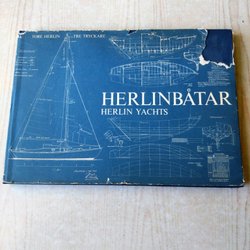 TORE HERLIN TRE TRYCKARE
HERLINBÅTAR
HERLIN YACHTS